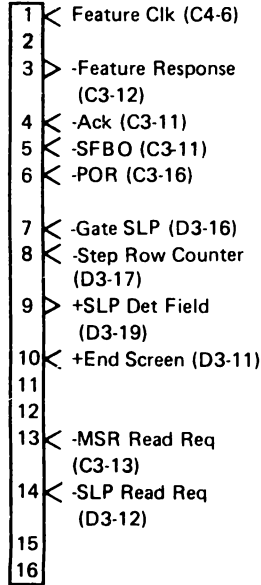 1 Feature Clk (C4-6)
2
3 -Feature Response
(C3-12)
4 -Ack (C3-11)
5 -SFBO (C3-11)
6 -POR (C3-16)
7 -Gate SLP (D3-16)
8 -Step Row Counter
(D3-17)
9 +SLP Det Field
(D3-19)
10 +End Screen (D3-11)
11
12
13 -MSR Read Req
(C3-13)
14 -SLP Read Req
(D3-12)
15
16